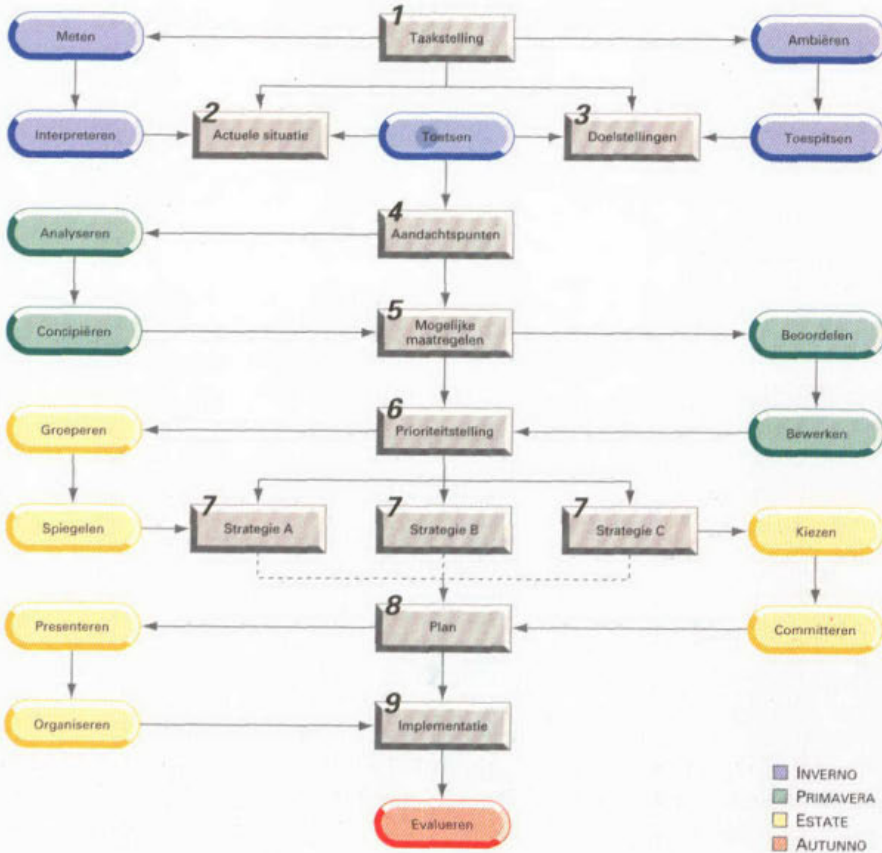 1
Meten
Taakstelling
Ambiëren
2
3
Interpreteren
Actuele situatie
Toetsen
Doelstellingen
Toespitsen
4
Analyseren
Aandachtspunten
5
Concipiëren
Mogelijke
maatregelen
Beoordelen
6
Groeperen
Prioriteitstelling
Bewerken
7
7
7
Spiegelen
Strategie A
Strategie B
Strategie C
Kiezen
8
Presenteren
Plan
Committeren
9
Organiseren
Implementatie
INVERNO
PRIMAVERA
Evalueren
ESTATE
AUTUNNO